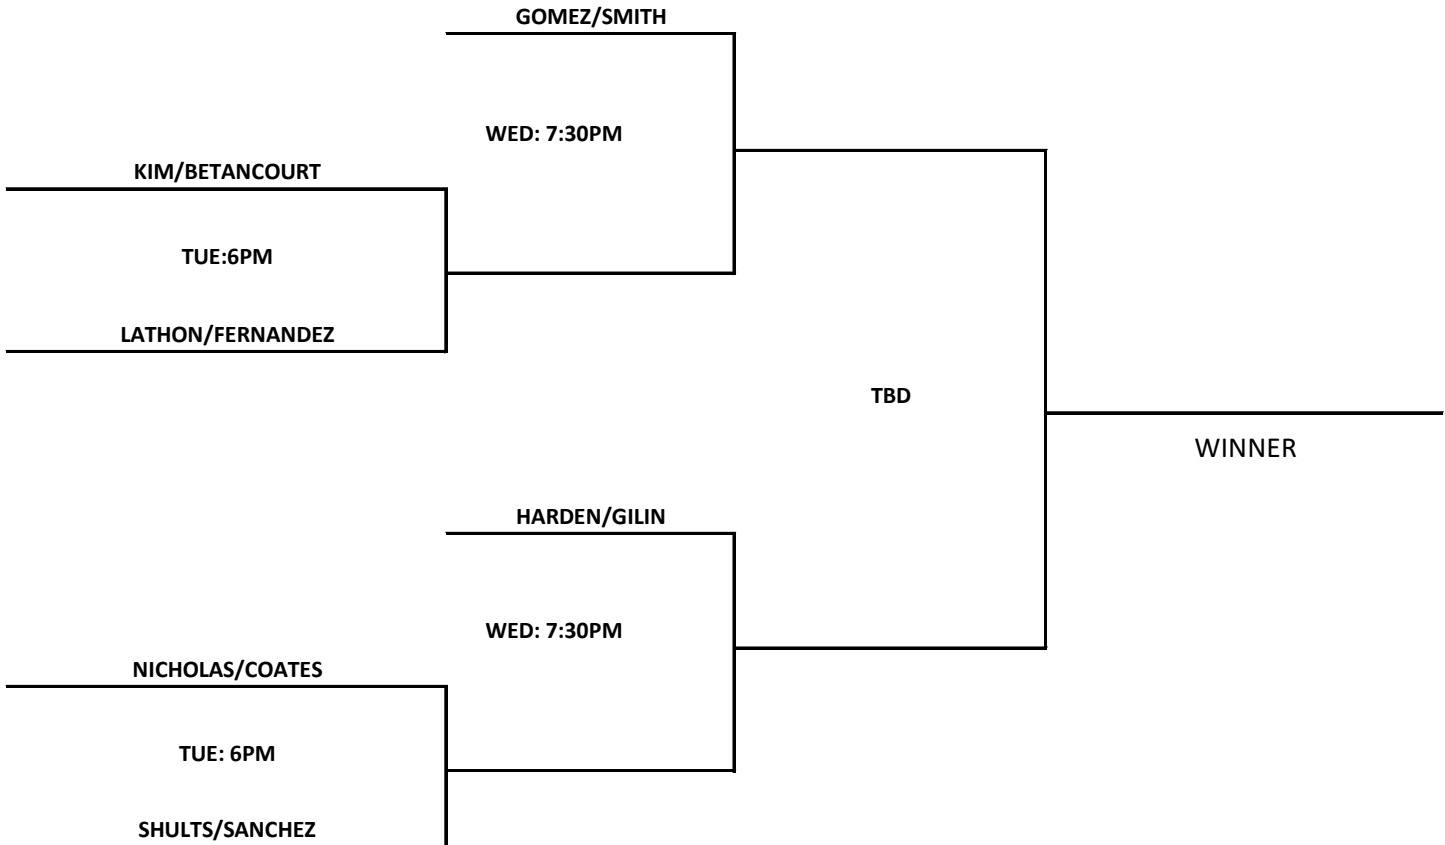 GOMEZ/SMITH
WED: 7:30PM
KIM/BETANCOURT
TUE:6PM
LATHON/FERNANDEZ
TBD
WINNER
HARDEN/GILIN
WED: 7:30PM
NICHOLAS/COATES
TUE: 6PM
SHULTS/SANCHEZ